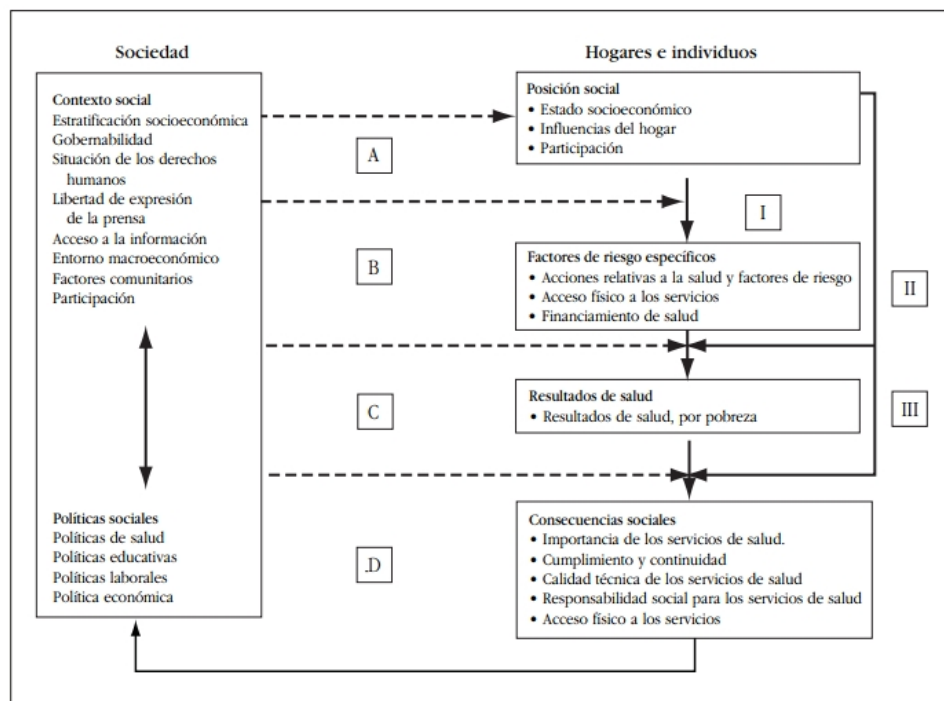 Sociedad
Contexto social
Estratificación socioeconómica
Gobernabilidad
Situación de los derechos
humanos
Libertad de expresión
de la prensa
Acceso a la información
Entorno macroeconómico
Factores comunitarios
Participación
Políticas sociales
Políticas de salud
Políticas educativas
Políticas laborales
Política económica
A
B
C
.D
Hogares e individuos
Posición social
• Estado socioeconómico
• Influencias del hogar
• Participación
I
Factores de riesgo específicos
• Acciones relativas a la salud y factores de riesgo
• Acceso físico a los servicios
• Financiamiento de salud
II
Resultados de salud
• Resultados de salud, por pobreza
III
Consecuencias sociales
• Importancia de los servicios de salud.
• Cumplimiento y continuidad
• Calidad técnica de los servicios de salud
• Responsabilidad social para los servicios de salud
• Acceso físico a los servicios